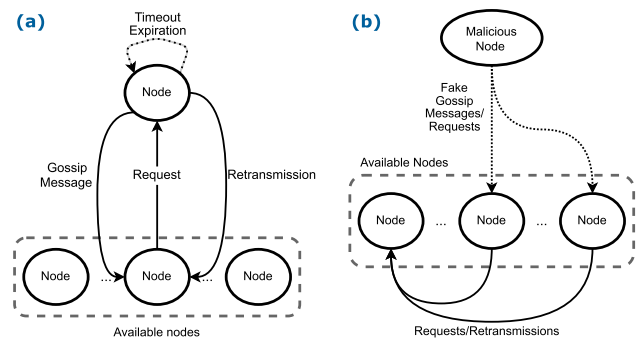 (a)
Timeout
Expiration
Node
Gossip
Message
Request
Retransmission
Node
...
Node
...
Node
Available nodes
(b)
Malicious
Node
Fake
Gossip
Messages/
Requests
Available Nodes
Node
...
Node
...
Node
Requests/Retransmissions